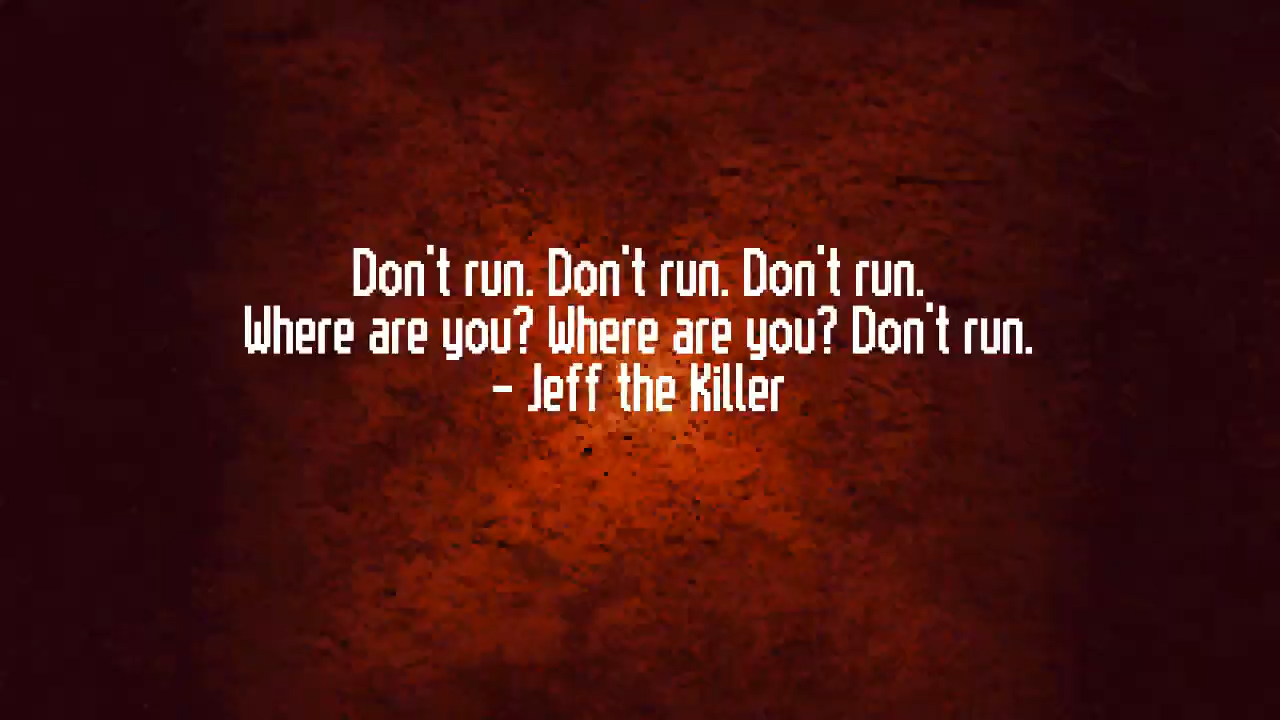 Don't run. Don't run. Don't run.
Where are you? Where are you? Don't run.
- Jeff the Killer